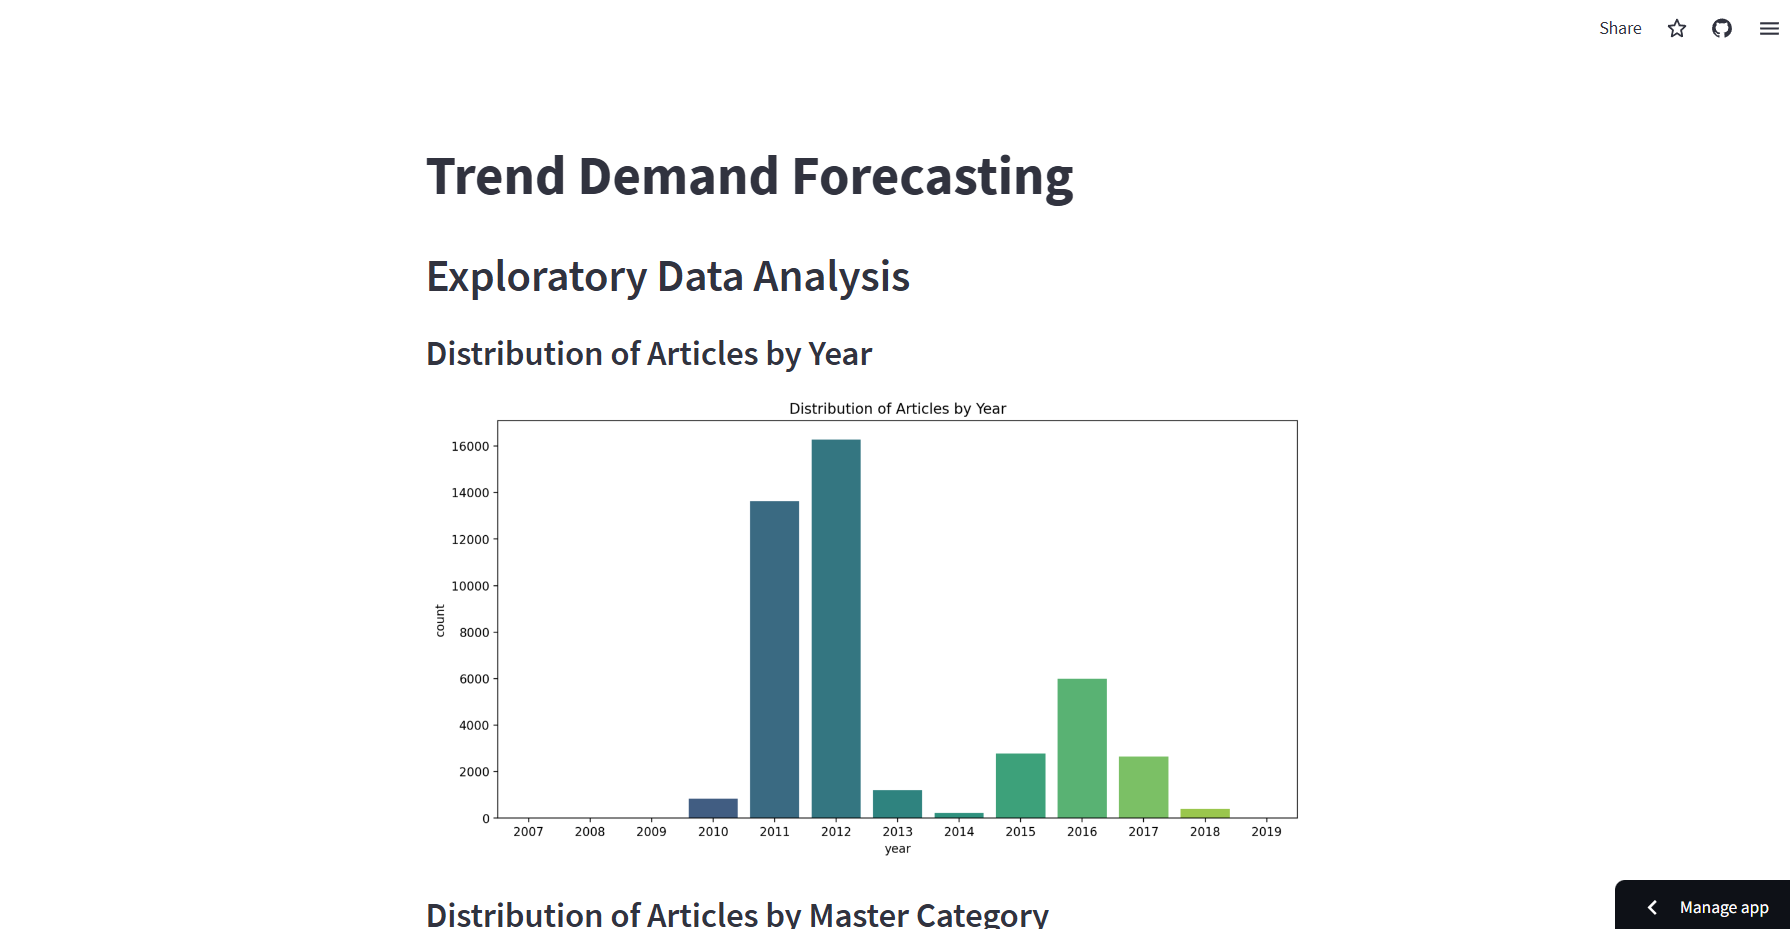 Share
Trend Demand Forecasting
Exploratory Data Analysis
Distribution of Articles by Year
Distribution of Articles by Year
16000
14000
12000
10000
8000
6000
4000
2000
0
count
2007 2008 2009 2010 2011 2012 2013 2014 2015 2016 2017 2018 2019
year
Distribution of Articles by Master Category
Manage app